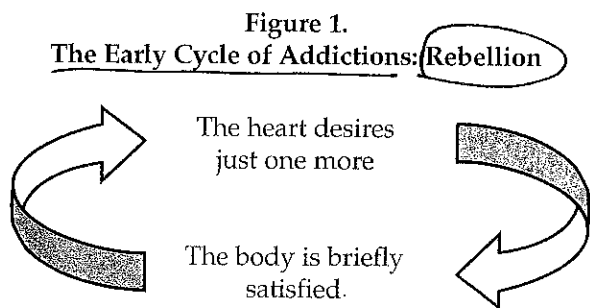 Figure 1.
The Early Cycle of Addictions: Rebellion
The heart desires
just one more
The body is briefly
satisfied.